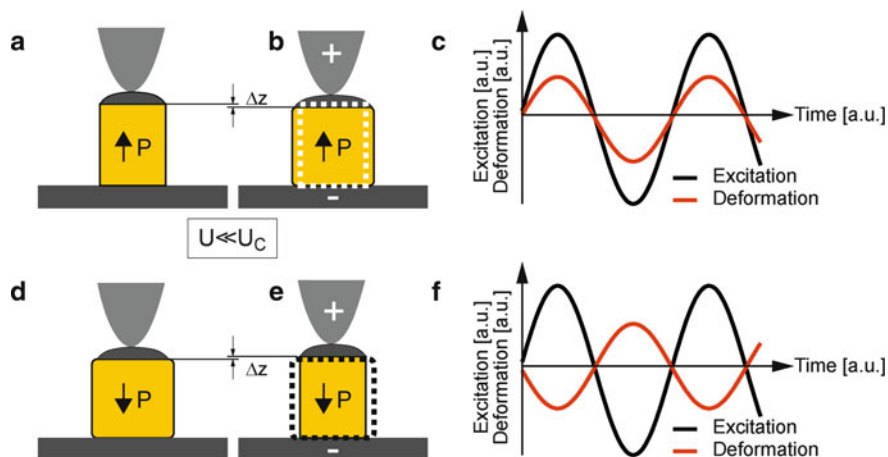 a
b
c
+
Δz
P
P
-
U≪U_C
Excitation [a.u.]
Deformation [a.u.]
Time [a.u.]
Excitation
Deformation
d
e
f
+
Δz
P
P
-
Excitation [a.u.]
Deformation [a.u.]
Time [a.u.]
Excitation
Deformation